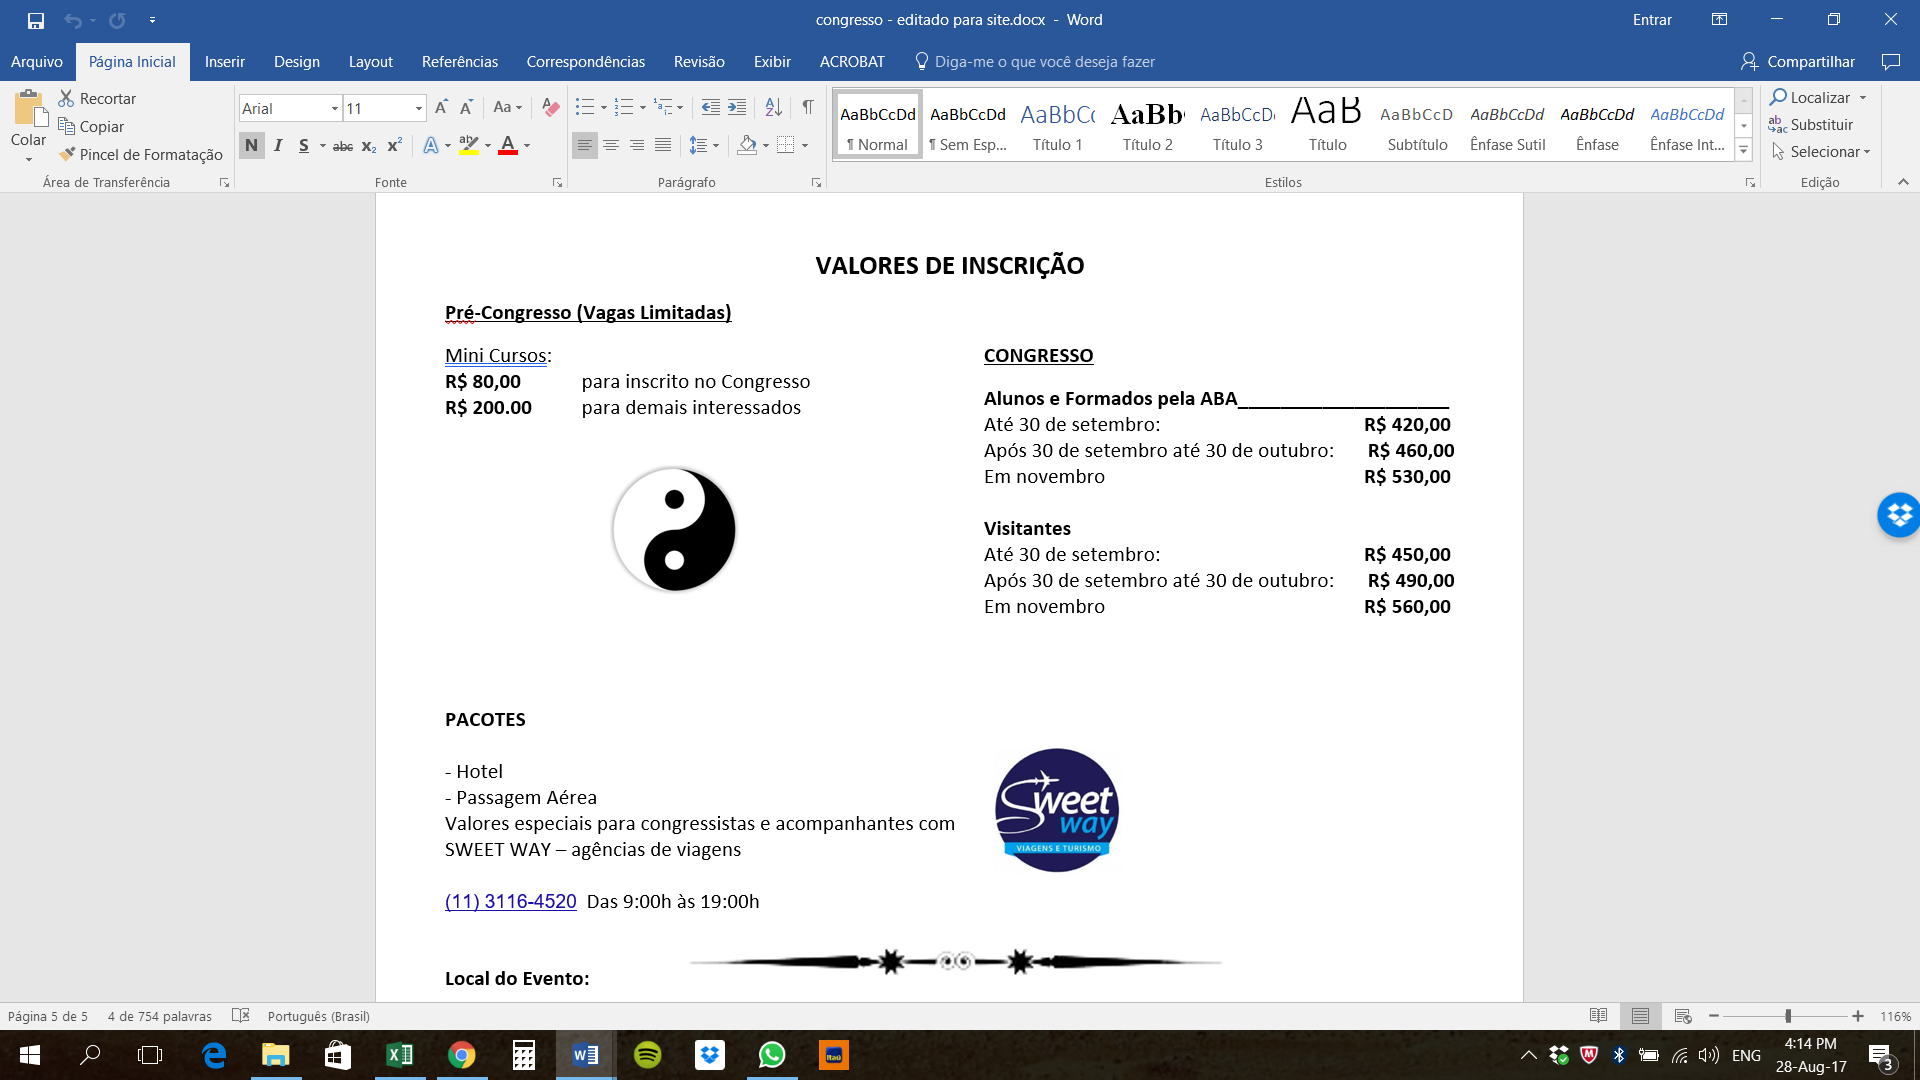 congresso - editado para site.docx - Word
Entrar
Arquivo
Página Inicial
Inserir
Design
Layout
Referências
Correspondências
Revisão
Exibir
ACROBAT
Diga-me o que você deseja fazer
Compartilhar
Colar
Recortar
Copiar
Pincel de Formatação
Área de Transferência
Arial
11
Aa
N I S abc x₂ x² A aby A
Fonte
Parágrafo
AaBbCcDd AaBbCcDd AaBbCc AaBb AaBbCcD AaB AaBbCcD AaBbCcDd AaBbCcDd AaBbCcDd
¶ Normal ¶ Sem Esp... Título 1 Título 2 Título 3 Título Subtítulo Ênfase Sutil Ênfase Ênfase Int...
Estilos
Localizar
Substituir
Selecionar
Edição
VALORES DE INSCRIÇÃO
Pré-Congresso (Vagas Limitadas)
Mini Cursos:
R$ 80,00 para inscrito no Congresso
R$ 200.00 para demais interessados
CONGRESSO
Alunos e Formados pela ABA____________________
Até 30 de setembro: R$ 420,00
Após 30 de setembro até 30 de outubro: R$ 460,00
Em novembro R$ 530,00
Visitantes
Até 30 de setembro: R$ 450,00
Após 30 de setembro até 30 de outubro: R$ 490,00
Em novembro R$ 560,00
PACOTES
- Hotel
- Passagem Aérea
Valores especiais para congressistas e acompanhantes com
SWEET WAY – agências de viagens
Sweet
way
VIAGENS E TURISMO
(11) 3116-4520 Das 9:00h às 19:00h
Local do Evento:
Página 5 de 5 4 de 754 palavras Português (Brasil)
116%
ENG
4:14 PM
28-Aug-17
3